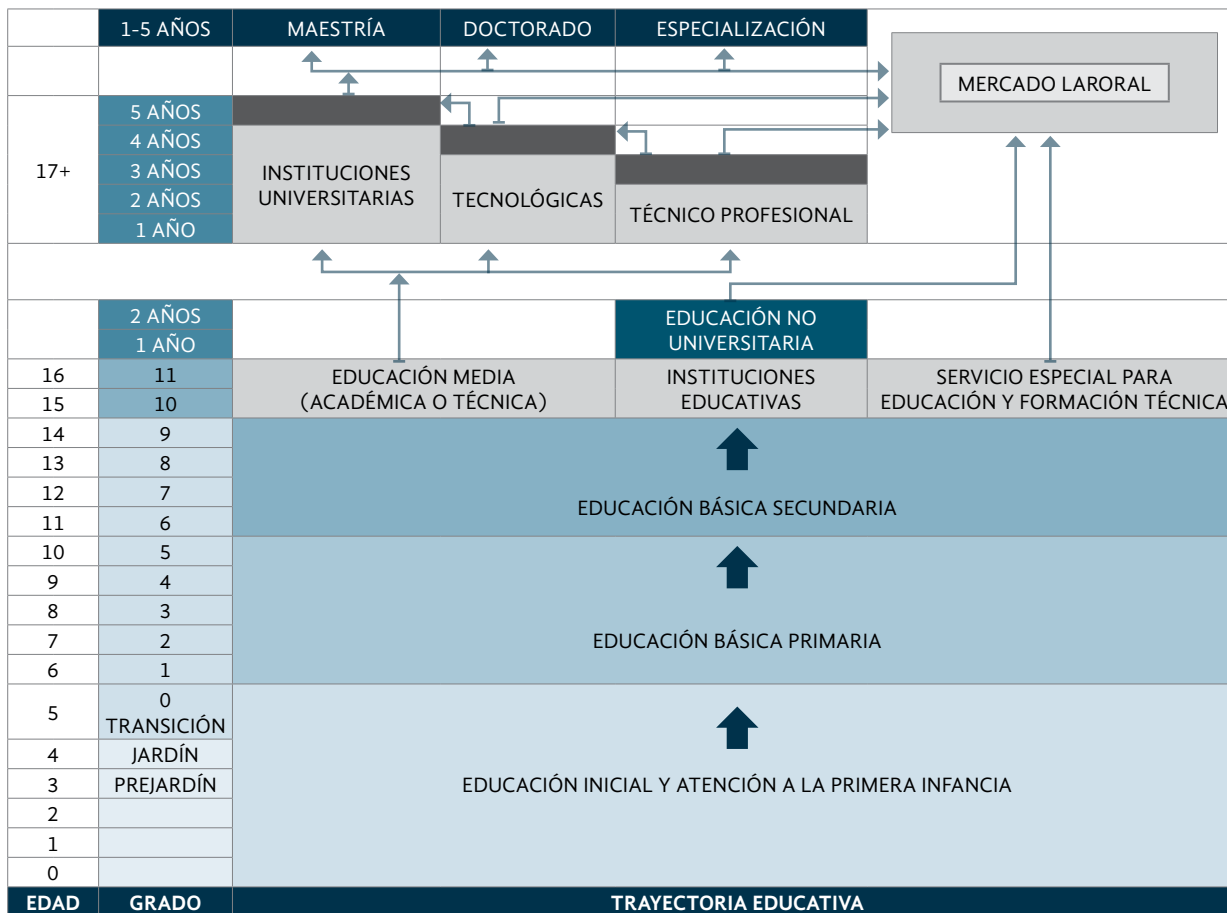 1-5 AÑOS MAESTRÍA DOCTORADO ESPECIALIZACIÓN
MERCADO LARORAL
17+
5 AÑOS
4 AÑOS
3 AÑOS
2 AÑOS
1 AÑO
INSTITUCIONES
UNIVERSITARIAS
TECNOLÓGICAS
TÉCNICO PROFESIONAL
2 AÑOS
1 AÑO
EDUCACIÓN NO
UNIVERSITARIA
16 11
15 10
EDUCACIÓN MEDIA
(ACADÉMICA O TÉCNICA)
INSTITUCIONES
EDUCATIVAS
SERVICIO ESPECIAL PARA
EDUCACIÓN Y FORMACIÓN TÉCNICA
14 9
13 8
12 7
11 6
EDUCACIÓN BÁSICA SECUNDARIA
10 5
9 4
8 3
7 2
6 1
EDUCACIÓN BÁSICA PRIMARIA
5 0
TRANSICIÓN
4 JARDÍN
3 PREJARDÍN
2
1
0
EDUCACIÓN INICIAL Y ATENCIÓN A LA PRIMERA INFANCIA
EDAD GRADO TRAYECTORIA EDUCATIVA